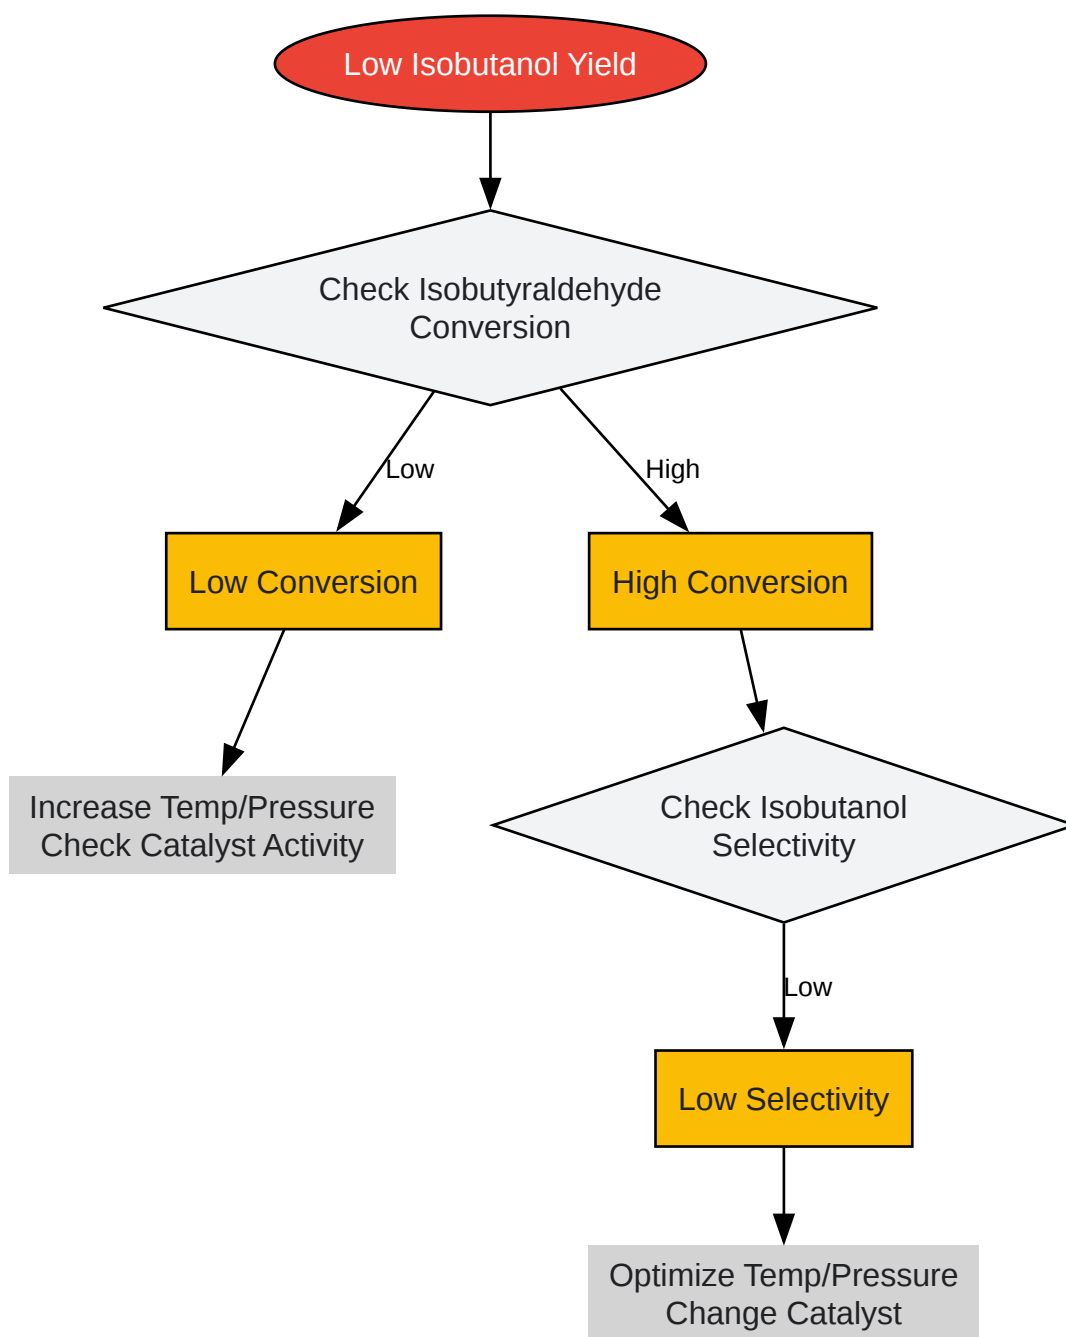 Low Isobutanol Yield
Check Isobutyraldehyde
Conversion
Low
High
Low Conversion
High Conversion
Increase Temp/Pressure
Check Catalyst Activity
Check Isobutanol
Selectivity
Low
Low Selectivity
Optimize Temp/Pressure
Change Catalyst